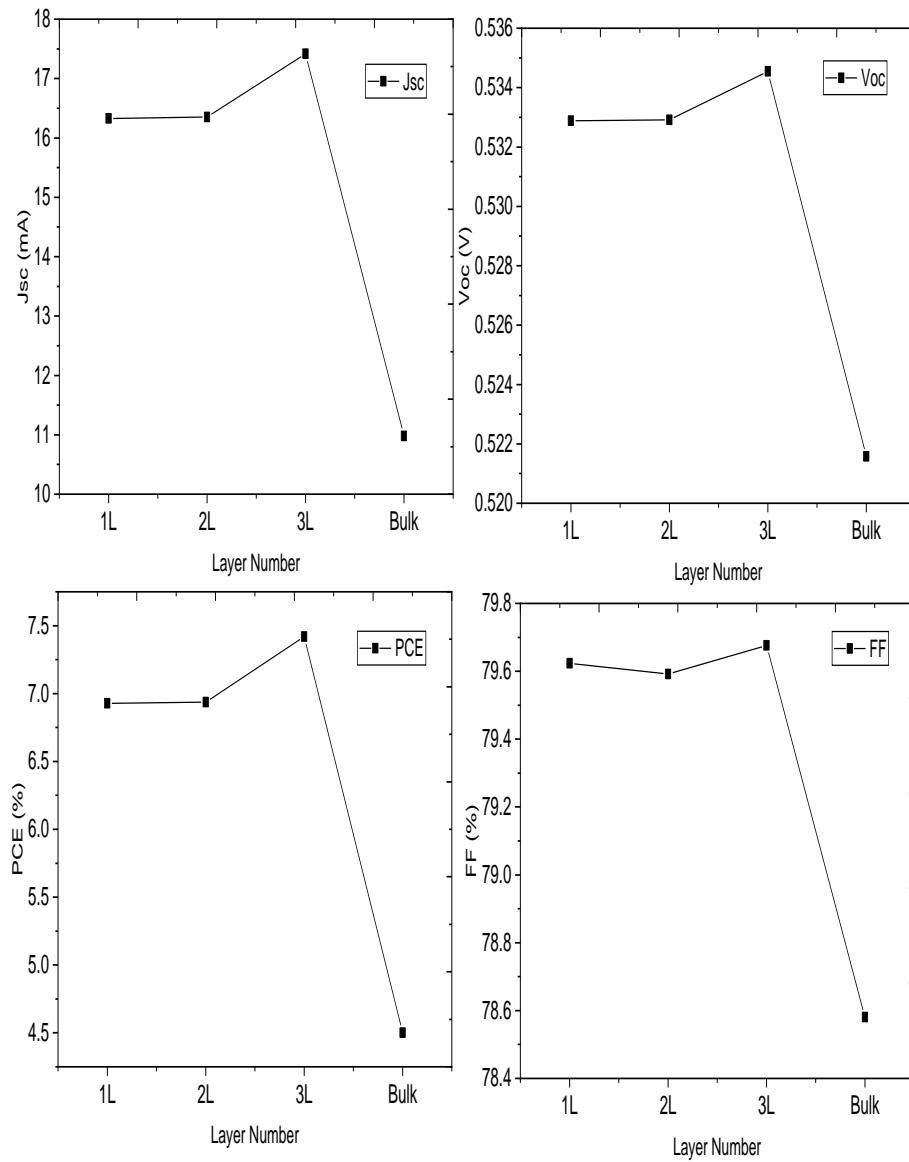 18
17
16
15
14
13
12
11
10
Jsc (mA)
Jsc
1L 2L 3L Bulk
Layer Number
0.536
0.534
0.532
0.530
0.528
0.526
0.524
0.522
0.520
Voc (V)
Voc
1L 2L 3L Bulk
Layer Number
7.5
7.0
6.5
6.0
5.5
5.0
4.5
PCE (%)
PCE
1L 2L 3L Bulk
Layer Number
79.8
79.6
79.4
79.2
79.0
78.8
78.6
78.4
FF (%)
FF
1L 2L 3L Bulk
Layer Number